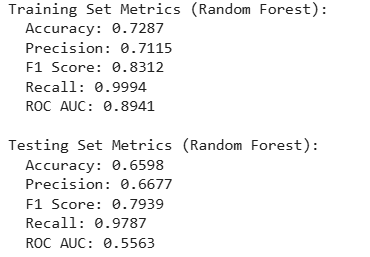 Training Set Metrics (Random Forest):
Accuracy: 0.7287
Precision: 0.7115
F1 Score: 0.8312
Recall: 0.9994
ROC AUC: 0.8941
Testing Set Metrics (Random Forest):
Accuracy: 0.6598
Precision: 0.6677
F1 Score: 0.7939
Recall: 0.9787
ROC AUC: 0.5563